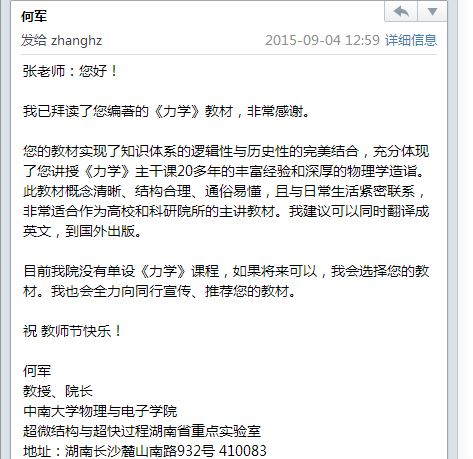 何军
发给 zhanghz 2015-09-04 12:59 详细信息
张老师：您好！
我已拜读了您编著的《力学》教材，非常感谢。
您的教材实现了知识体系的逻辑性与历史性的完美结合，充分体现
了您讲授《力学》主干课20多年的丰富经验和深厚的物理学造诣。
此教材概念清晰、结构合理、通俗易懂，且与日常生活紧密联系，
非常适合作为高校和科研院所的主讲教材。我建议可以同时翻译成
英文，到国外出版。
目前我院没有单设《力学》课程，如果将来可以，我会选择您的教
材。我也会全力向同行宣传、推荐您的教材。
祝 教师节快乐！
何军
教授、院长
中南大学物理与电子学院
超微结构与超快过程湖南省重点实验室
地址：湖南长沙麓山南路932号 410083